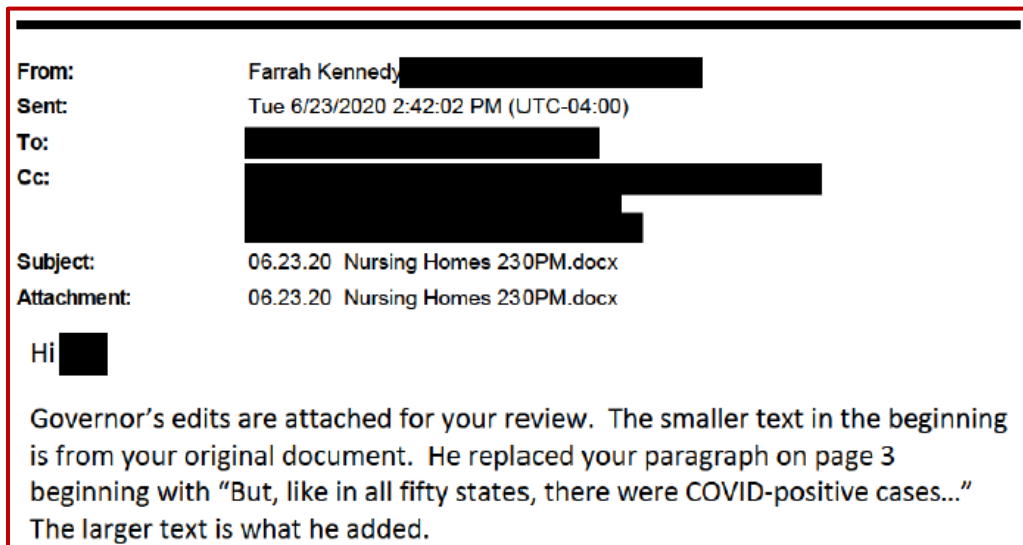 From: Farrah Kennedy
Sent: Tue 6/23/2020 2:42:02 PM (UTC-04:00)
To:
Cc:
Subject: 06.23.20 Nursing Homes 230PM.docx
Attachment: 06.23.20 Nursing Homes 230PM.docx
Hi
Governor's edits are attached for your review. The smaller text in the beginning
is from your original document. He replaced your paragraph on page 3
beginning with “But, like in all fifty states, there were COVID-positive cases…”
The larger text is what he added.